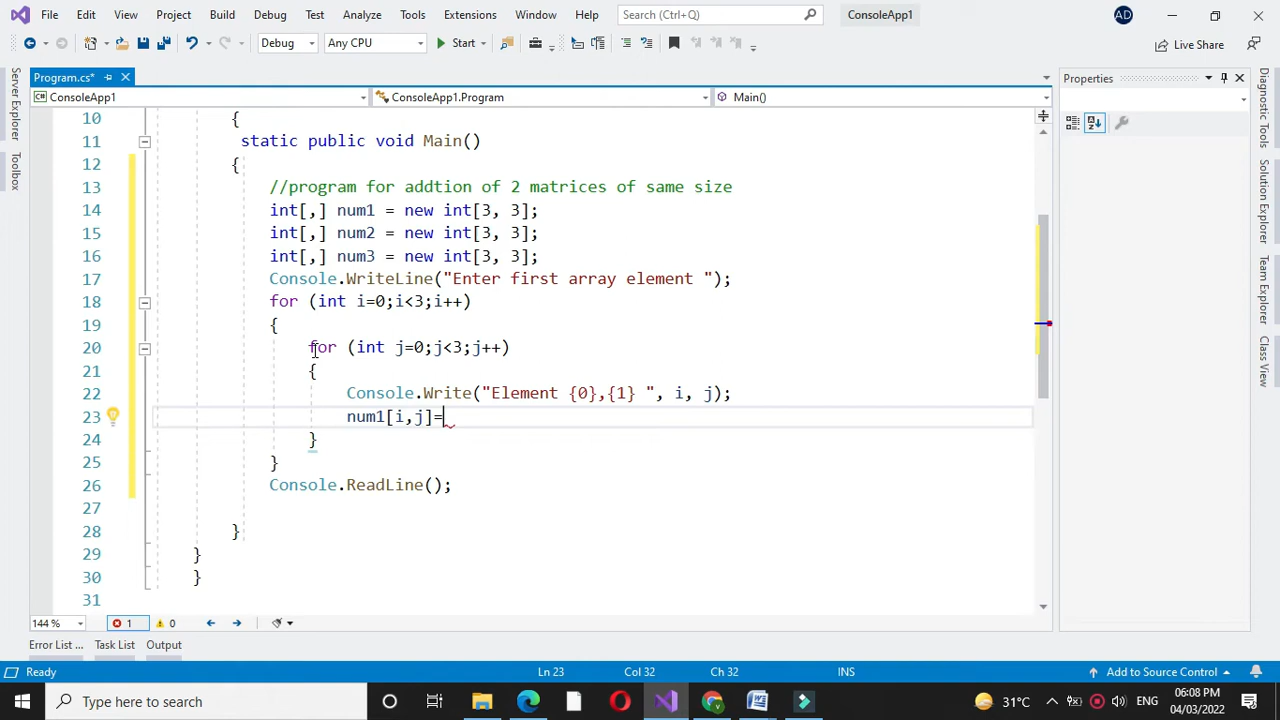 File Edit View Project Build Debug Test Analyze Tools Extensions Window Help Search (Ctrl+Q) ConsoleApp1 AD
Debug Any CPU Start Live Share
Program.cs* Properties
ConsoleApp1 ConsoleApp1.Program Main()
10 {
11 static public void Main()
12 {
13 //program for addtion of 2 matrices of same size
14 int[,] num1 = new int[3, 3];
15 int[,] num2 = new int[3, 3];
16 int[,] num3 = new int[3, 3];
17 Console.WriteLine("Enter first array element ");
18 for (int i=0;i<3;i++)
19 {
20 for (int j=0;j<3;j++)
21 {
22 Console.Write("Element {0},{1} ", i, j);
23 num1[i,j]=
24 }
25 }
26 Console.ReadLine();
27
28 }
29 }
30 }
31
Server Explorer
Toolbox
Diagnostic Tools
Solution Explorer
Team Explorer
Class View
144 % 1 0
Error List ... Task List Output
Ready Ln 23 Col 32 Ch 32 INS Add to Source Control
Type here to search 31°C ENG 06:08 PM
04/03/2022